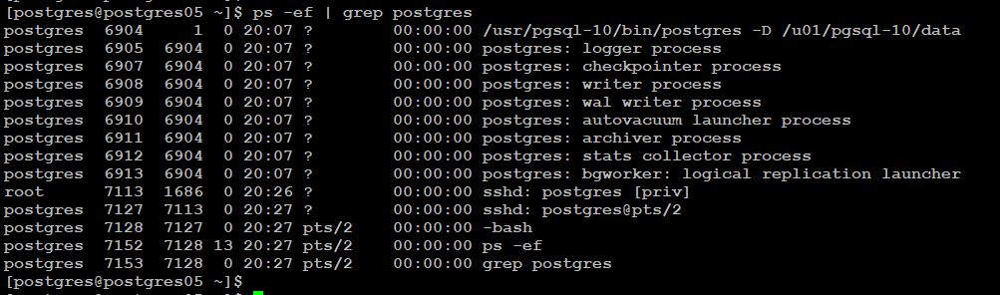 [postgres@postgres05 ~]$ ps -ef | grep postgres
postgres  6904     1  0 20:07 ?        00:00:00 /usr/pgsql-10/bin/postgres -D /u01/pgsql-10/data
postgres  6905  6904  0 20:07 ?        00:00:00 postgres: logger process
postgres  6907  6904  0 20:07 ?        00:00:00 postgres: checkpointer process
postgres  6908  6904  0 20:07 ?        00:00:00 postgres: writer process
postgres  6909  6904  0 20:07 ?        00:00:00 postgres: wal writer process
postgres  6910  6904  0 20:07 ?        00:00:00 postgres: autovacuum launcher process
postgres  6911  6904  0 20:07 ?        00:00:00 postgres: archiver process
postgres  6912  6904  0 20:07 ?        00:00:00 postgres: stats collector process
postgres  6913  6904  0 20:07 ?        00:00:00 postgres: bgworker: logical replication launcher
root      7113  1686  0 20:26 ?        00:00:00 sshd: postgres [priv]
postgres  7127  7113  0 20:27 ?        00:00:00 sshd: postgres@pts/2
postgres  7128  7127  0 20:27 pts/2    00:00:00 -bash
postgres  7152  7128 13 20:27 pts/2    00:00:00 ps -ef
postgres  7153  7128  0 20:27 pts/2    00:00:00 grep postgres
[postgres@postgres05 ~]$